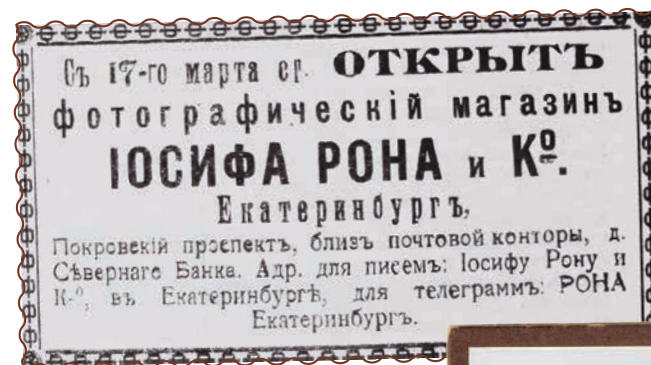 Съ 17-го марта сг. ОТКРЫТЪ
фотографическій магазинъ
ІОСИФА РОНА и Кº.
Екатеринбургъ,
Покровскій проспектъ, близъ почтовой конторы, д.
Сѣвернаго Банка. Адр. для писемъ: Іосифу Рону и
К-º, въ Екатеринбургѣ, для телеграммъ: РОНА
Екатеринбургъ.